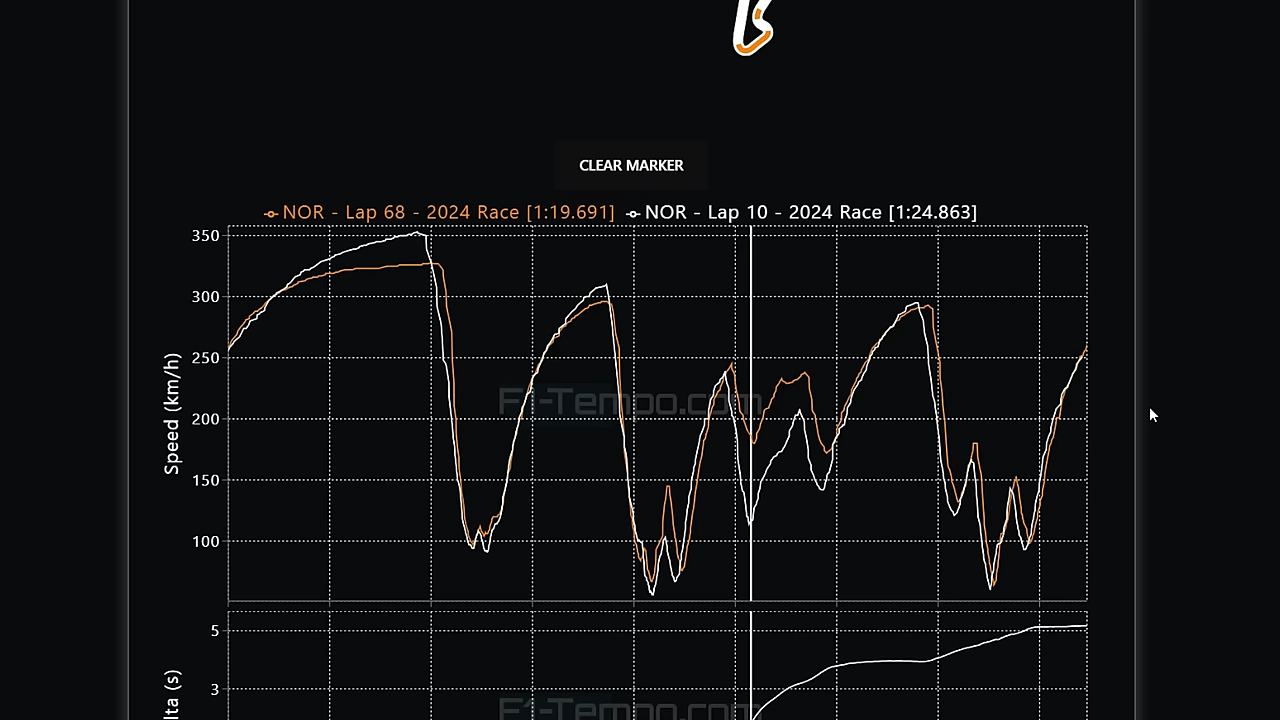 CLEAR MARKER
NOR - Lap 68 - 2024 Race [1:19.691] NOR - Lap 10 - 2024 Race [1:24.863]
350
300
250
200
150
100
Speed (km/h)
F1-Tempo.com
5
3
lta (s)
F1-Tempo.com